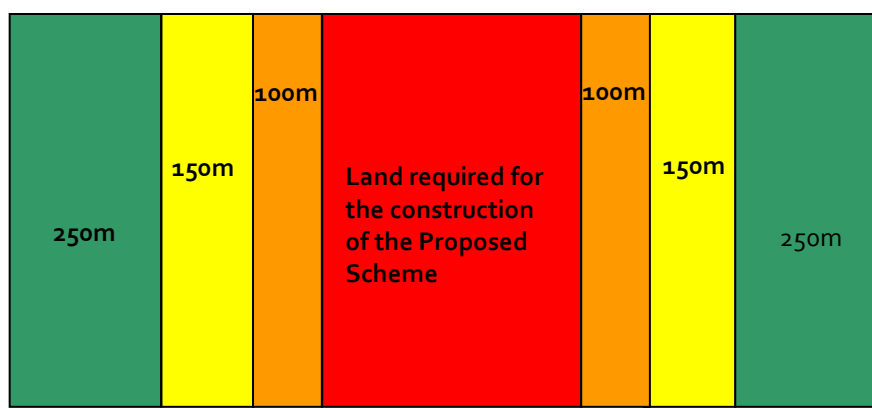 100m
100m
150m
150m
Land required for
the construction
of the Proposed
Scheme
250m
250m